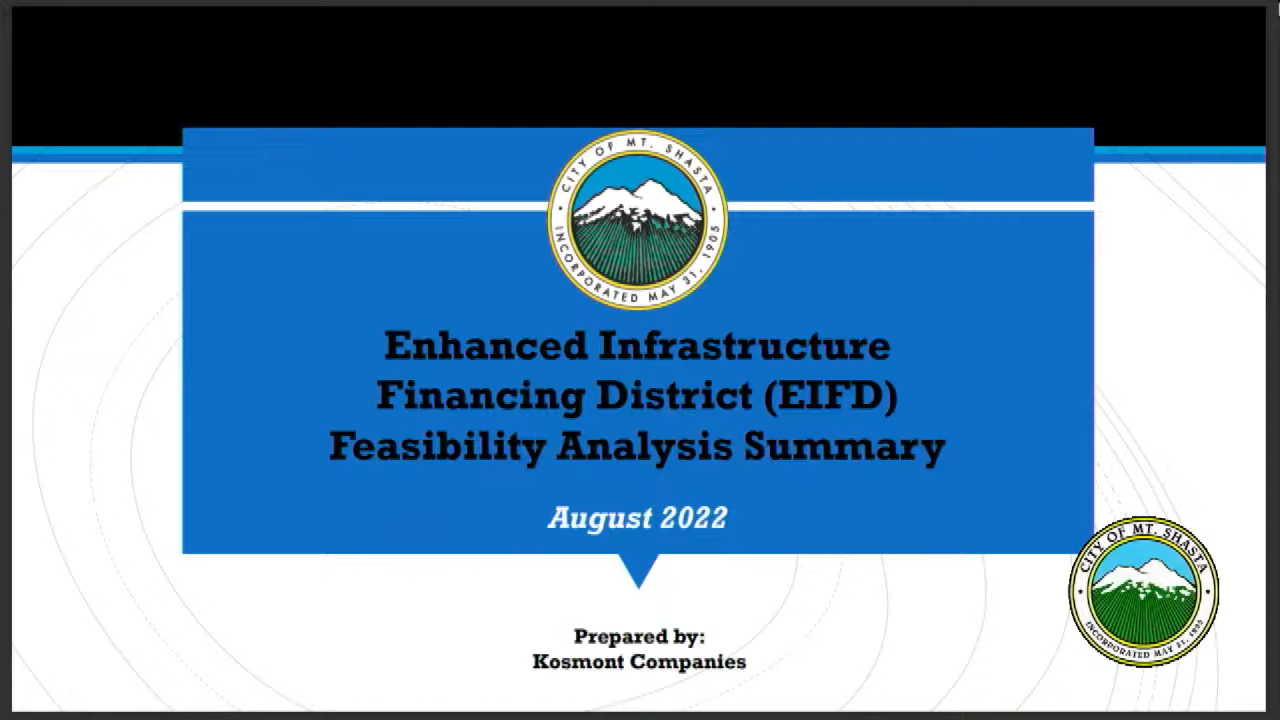 CITY OF MT. SHASTA
INCORPORATED MAY 31, 1905
Enhanced Infrastructure
Financing District (EIFD)
Feasibility Analysis Summary
August 2022
Prepared by:
Kosmont Companies
CITY OF MT. SHASTA
INCORPORATED MAY 31, 1905